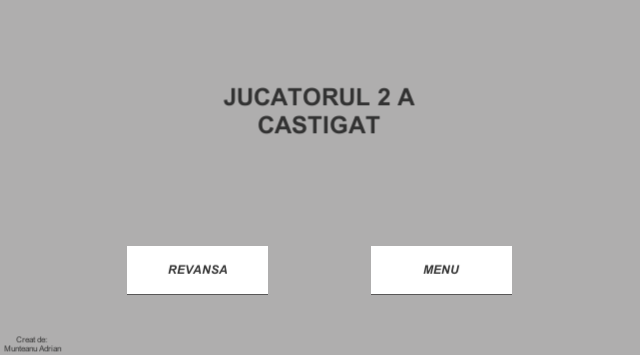 JUCATORUL 2 A
CASTIGAT
REVANSA
MENU
Creat de:
Munteanu Adrian